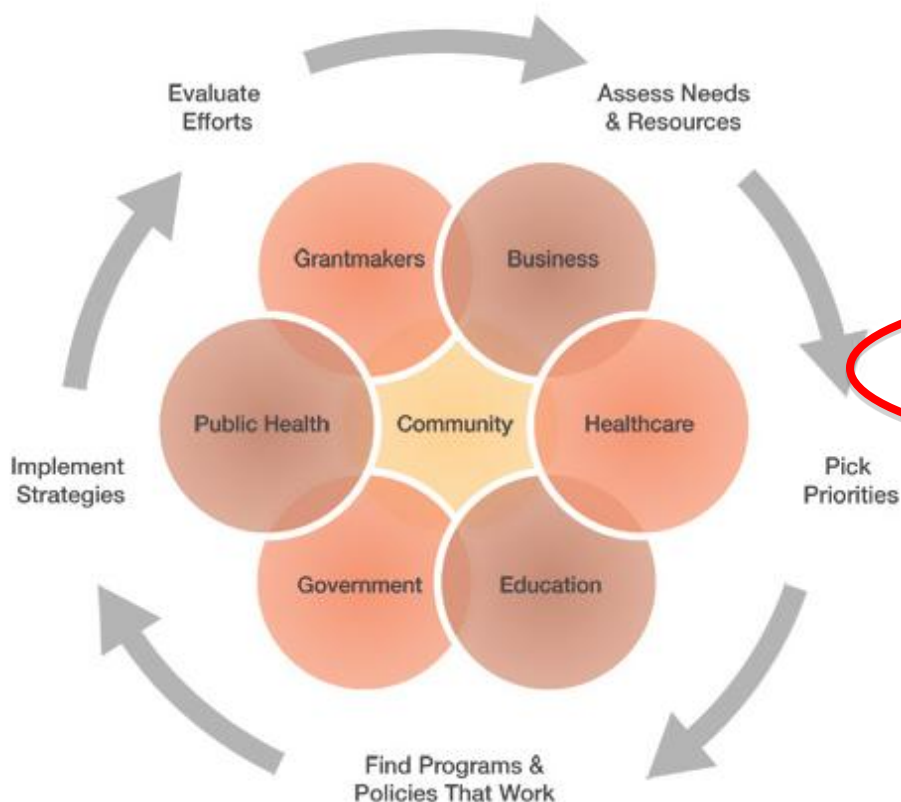 Evaluate
Efforts
Assess Needs
& Resources
Grantmakers
Business
Public Health
Community
Healthcare
Implement
Strategies
Pick
Priorities
Government
Education
Find Programs &
Policies That Work